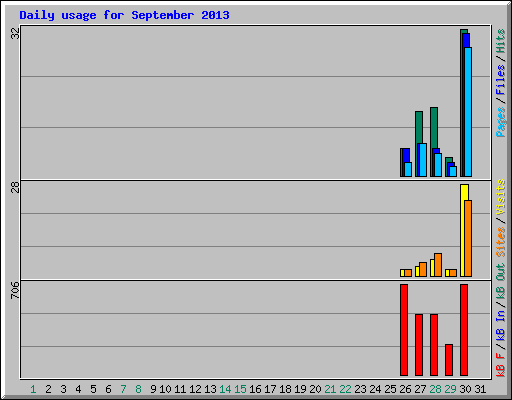 Daily usage for September 2013
32
28
706
Pages/Files/Hits
Sites/Visits
kB F/kB In/kB Out
1 2 3 4 5 6 7 8 9 10 11 12 13 14 15 16 17 18 19 20 21 22 23 24 25 26 27 28 29 30 31